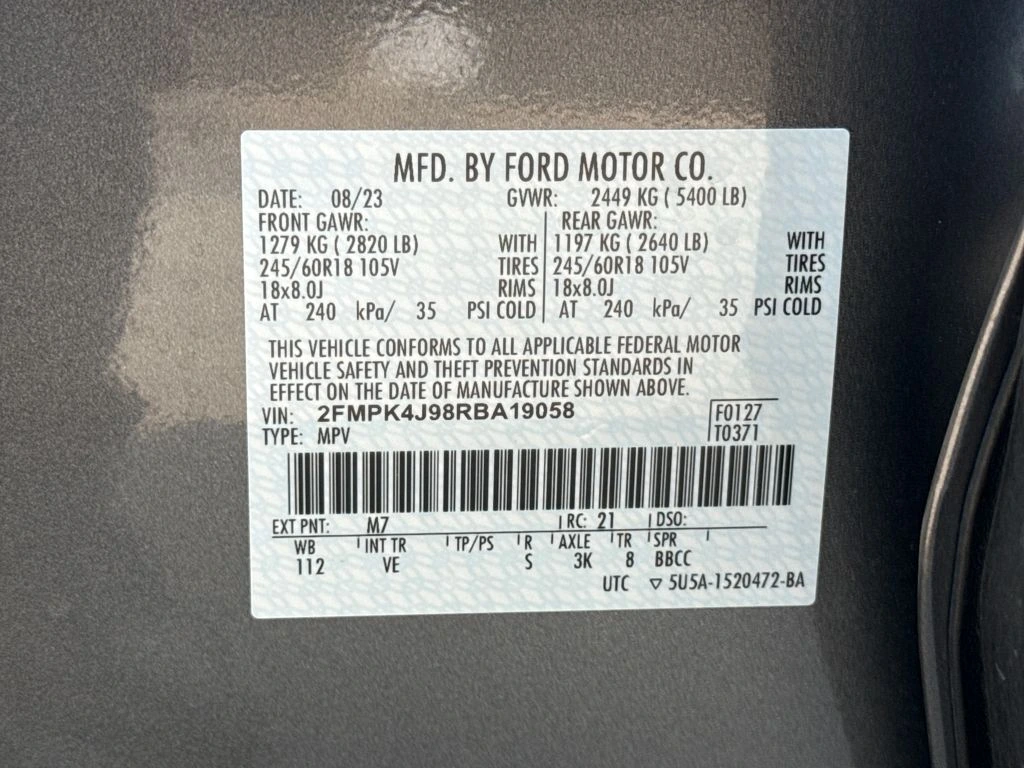 MFD. BY FORD MOTOR CO.
DATE: 08/23 GVWR: 2449 KG ( 5400 LB)
FRONT GAWR: REAR GAWR:
1279 KG ( 2820 LB) WITH 1197 KG ( 2640 LB) WITH
245/60R18 105V TIRES 245/60R18 105V TIRES
18x8.0J RIMS 18x8.0J RIMS
AT 240 kPa/ 35 PSI COLD AT 240 kPa/ 35 PSI COLD
THIS VEHICLE CONFORMS TO ALL APPLICABLE FEDERAL MOTOR
VEHICLE SAFETY AND THEFT PREVENTION STANDARDS IN
EFFECT ON THE DATE OF MANUFACTURE SHOWN ABOVE.
VIN: 2FMPK4J98RBA19058 F0127
TYPE: MPV T0371
EXT PNT: M7 RC: 21 DSO:
WB INT TR TP/PS R AXLE TR SPR
112 VE S 3K 8 BBCC
UTC ▽ 5U5A-1520472-BA